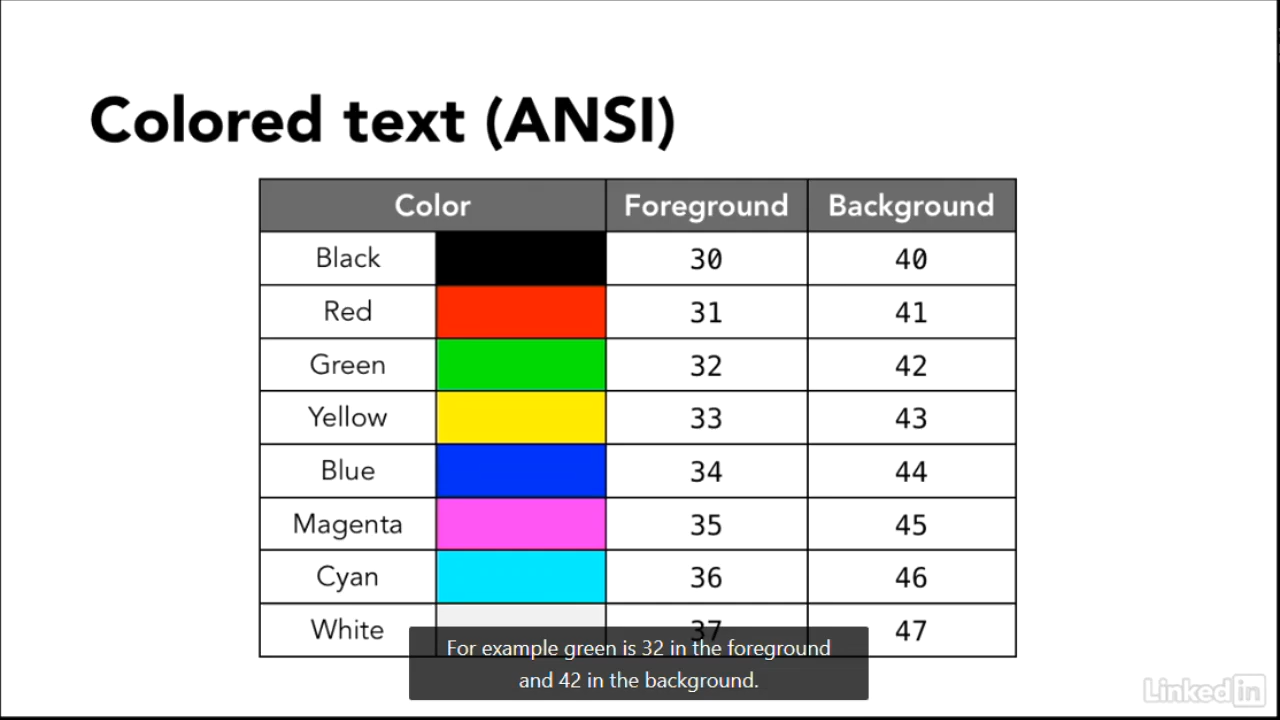 Colored text (ANSI)
Color Foreground Background
Black 30 40
Red 31 41
Green 32 42
Yellow 33 43
Blue 34 44
Magenta 35 45
Cyan 36 46
White 37 47
For example green is 32 in the foreground
and 42 in the background.
LinkedIn